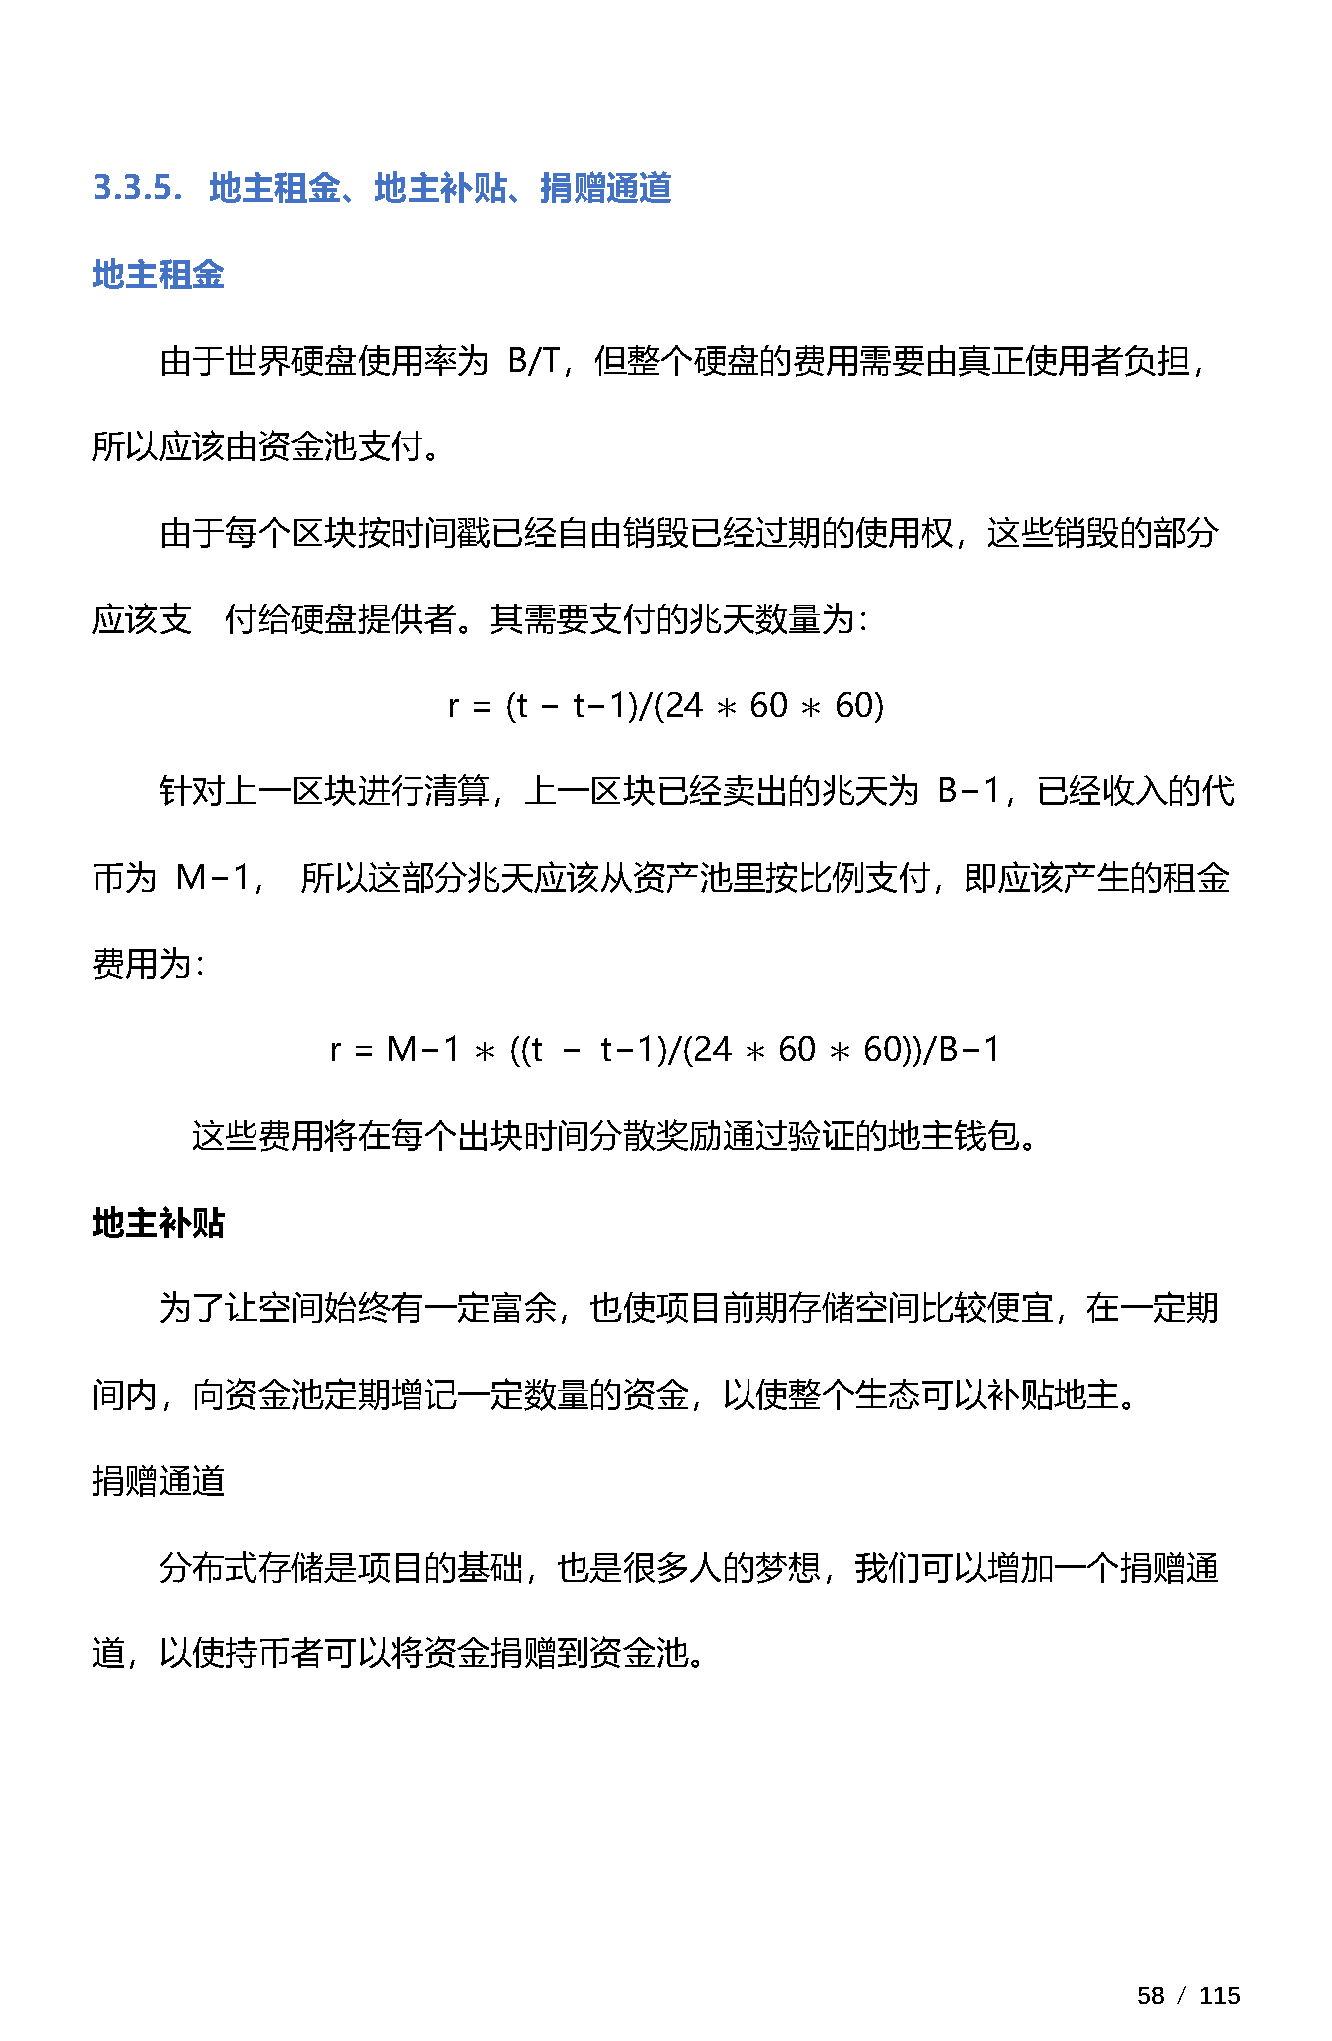 3.3.5. 地主租金、地主补贴、捐赠通道
地主租金
由于世界硬盘使用率为 B/T，但整个硬盘的费用需要由真正使用者负担，
所以应该由资金池支付。
由于每个区块按时间戳已经自由销毁已经过期的使用权，这些销毁的部分
应该支 付给硬盘提供者。其需要支付的兆天数量为：
r = (t − t−1)/(24 ∗ 60 ∗ 60)
针对上一区块进行清算，上一区块已经卖出的兆天为 B−1，已经收入的代
币为 M−1， 所以这部分兆天应该从资产池里按比例支付，即应该产生的租金
费用为：
r = M−1 ∗ ((t − t−1)/(24 ∗ 60 ∗ 60))/B−1
这些费用将在每个出块时间分散奖励通过验证的地主钱包。
地主补贴
为了让空间始终有一定富余，也使项目前期存储空间比较便宜，在一定期
间内，向资金池定期增记一定数量的资金，以使整个生态可以补贴地主。
捐赠通道
分布式存储是项目的基础，也是很多人的梦想，我们可以增加一个捐赠通
道，以使持币者可以将资金捐赠到资金池。
58 / 115